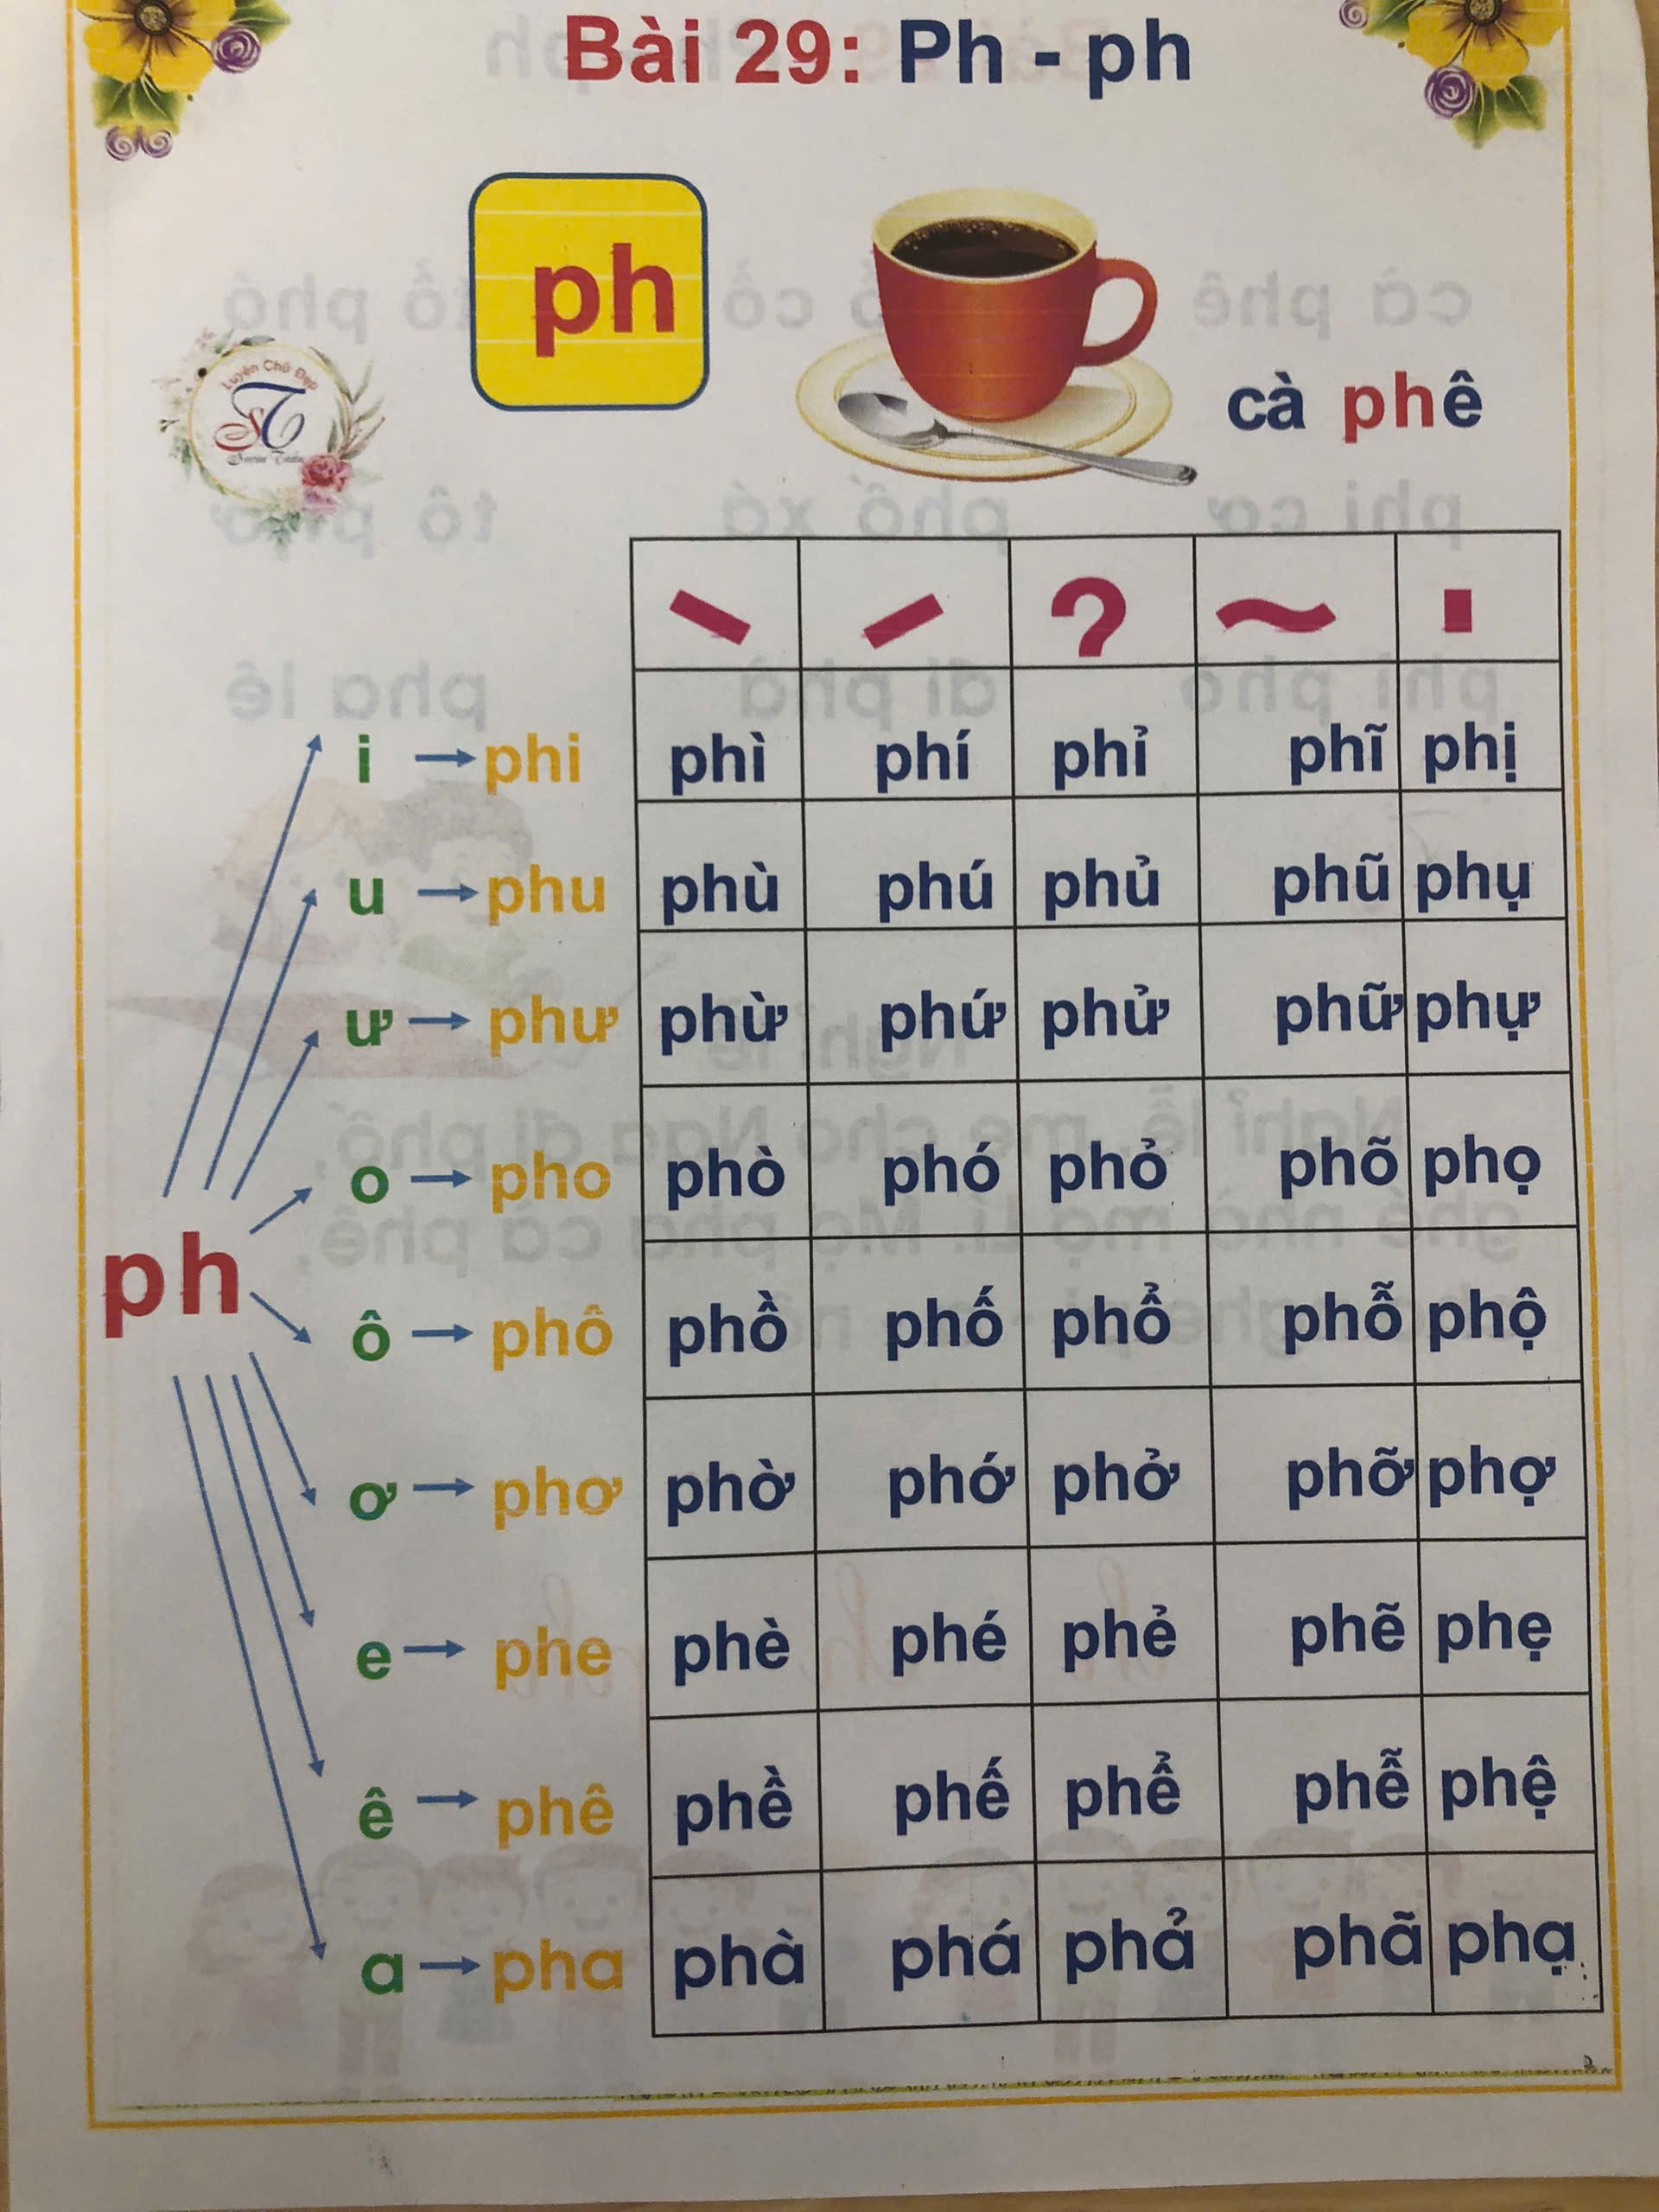 Bài 29: Ph - ph
ph
Luyện Chữ Đẹp
cà phê
\ / ? ~ .
i → phi phì phí phỉ phĩ phị
u → phu phù phú phủ phũ phụ
ư → phư phừ phứ phử phữ phự
o → pho phò phó phỏ phõ phọ
ph
ô → phô phồ phố phổ phỗ phộ
ơ → phơ phờ phớ phở phỡ phợ
e → phe phè phé phẻ phẽ phẹ
ê → phê phề phế phể phễ phệ
a → pha phà phá phả phã phạ